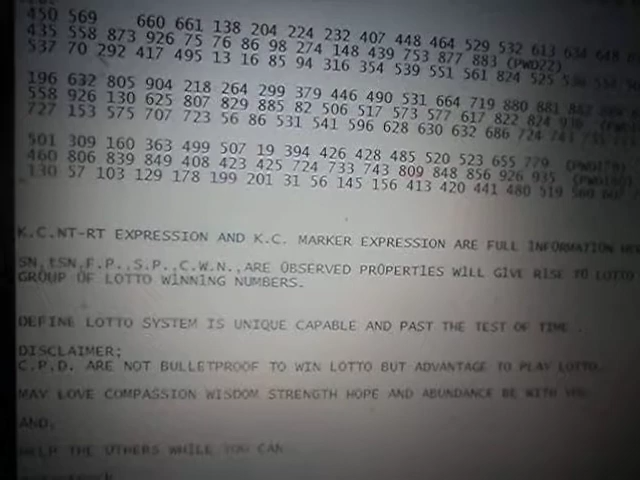 450 569 660 661 138 204 224 232 407 448 464 529 532 613 634 648
435 558 873 926 75 76 86 98 274 148 439 753 877 883 (PWD22)
537 70 292 417 495 13 16 85 94 316 354 539 551 561 824 525 530
196 632 805 904 218 264 299 379 446 490 531 664 719 880 881 882
558 926 130 625 807 829 885 82 506 517 573 577 617 822 824 936
727 153 575 707 723 56 86 531 541 596 628 630 632 686 724 743
501 309 160 363 499 507 19 394 426 428 485 520 523 655 779
460 806 839 849 408 423 425 724 733 743 809 848 856 926 935
130 57 103 129 178 199 201 31 56 145 156 413 420 441 480 519 560
K.C.NT-RT EXPRESSION AND K.C. MARKER EXPRESSION ARE FULL INFORMATION
SN,tSN,F.P.,S.P.,C.W.N.,ARE OBSERVED PROPERTIES WILL GIVE RISE TO LOTTO
GROUP OF LOTTO WINNING NUMBERS.
DEFINE LOTTO SYSTEM IS UNIQUE CAPABLE AND PAST THE TEST OF TIME.
DISCLAIMER;
C.P.D. ARE NOT BULLETPROOF TO WIN LOTTO BUT ADVANTAGE TO PLAY LOTTO.
MAY LOVE COMPASSION WISDOM STRENGTH HOPE AND ABUNDANCE BE WITH YOU
AND,
HELP THE OTHERS WHILE YOU CAN